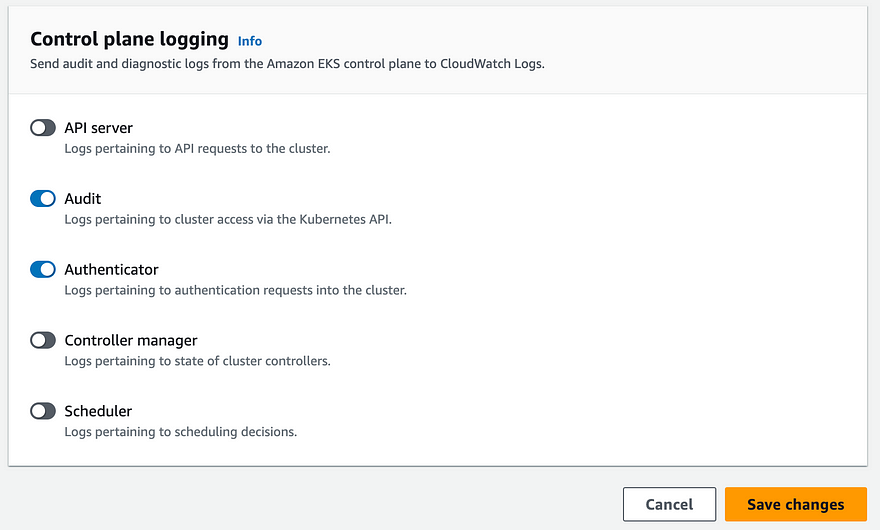 Control plane logging Info
Send audit and diagnostic logs from the Amazon EKS control plane to CloudWatch Logs.
API server
Logs pertaining to API requests to the cluster.
Audit
Logs pertaining to cluster access via the Kubernetes API.
Authenticator
Logs pertaining to authentication requests into the cluster.
Controller manager
Logs pertaining to state of cluster controllers.
Scheduler
Logs pertaining to scheduling decisions.
Cancel Save changes